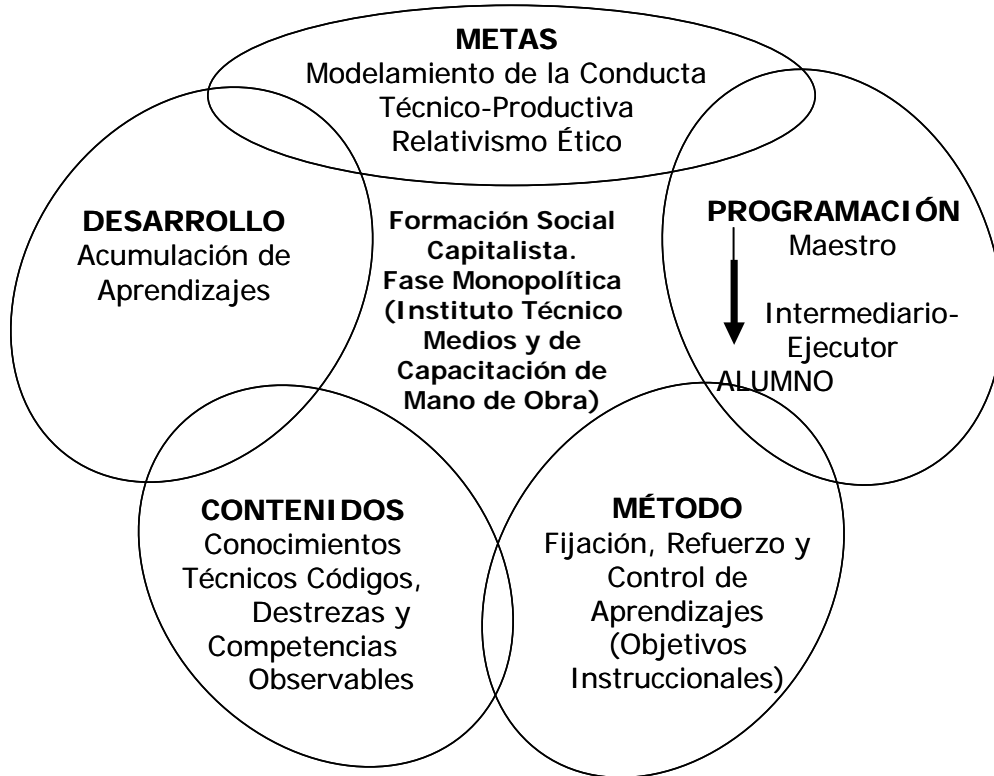 METAS
Modelamiento de la Conducta
Técnico-Productiva
Relativismo Ético
DESARROLLO
Acumulación de
Aprendizajes
Formación Social
Capitalista.
Fase Monopolítica
(Instituto Técnico
Medios y de
Capacitación de
Mano de Obra)
PROGRAMACIÓN
Maestro
Intermediario-
Ejecutor
ALUMNO
CONTENIDOS
Conocimientos
Técnicos Códigos,
Destrezas y
Competencias
Observables
MÉTODO
Fijación, Refuerzo y
Control de
Aprendizajes
(Objetivos
Instruccionales)